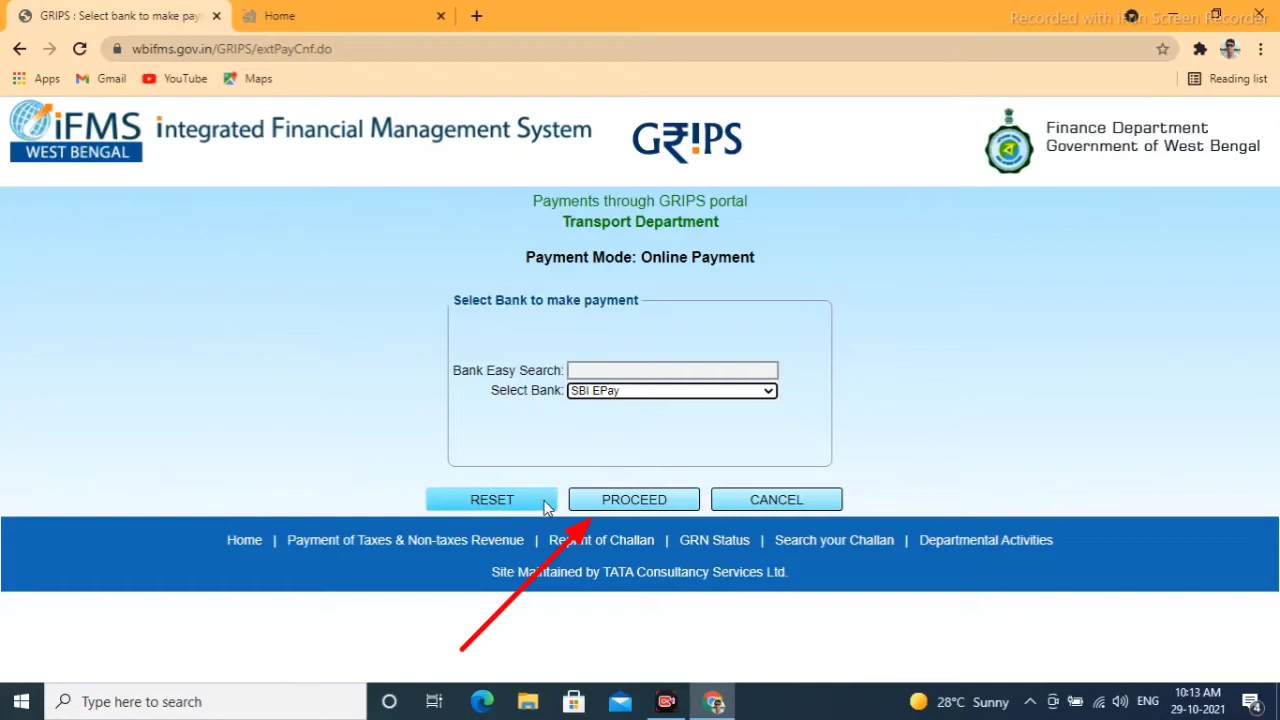 GRIPS : Select bank to make pay
Home
Recorded with iFun Screen Recorder
wbifms.gov.in/GRIPS/extPayCnf.do
Apps
Gmail
YouTube
Maps
Reading list
iFMS
WEST BENGAL
Integrated Financial Management System
GRIPS
Finance Department
Government of West Bengal
Payments through GRIPS portal
Transport Department
Payment Mode: Online Payment
Select Bank to make payment
Bank Easy Search:
Select Bank: SBI EPay
RESET PROCEED CANCEL
Home | Payment of Taxes & Non-taxes Revenue | Reprint of Challan | GRN Status | Search your Challan | Departmental Activities
Site Maintained by TATA Consultancy Services Ltd.
Type here to search
28°C Sunny
ENG
10:13 AM
29-10-2021
4